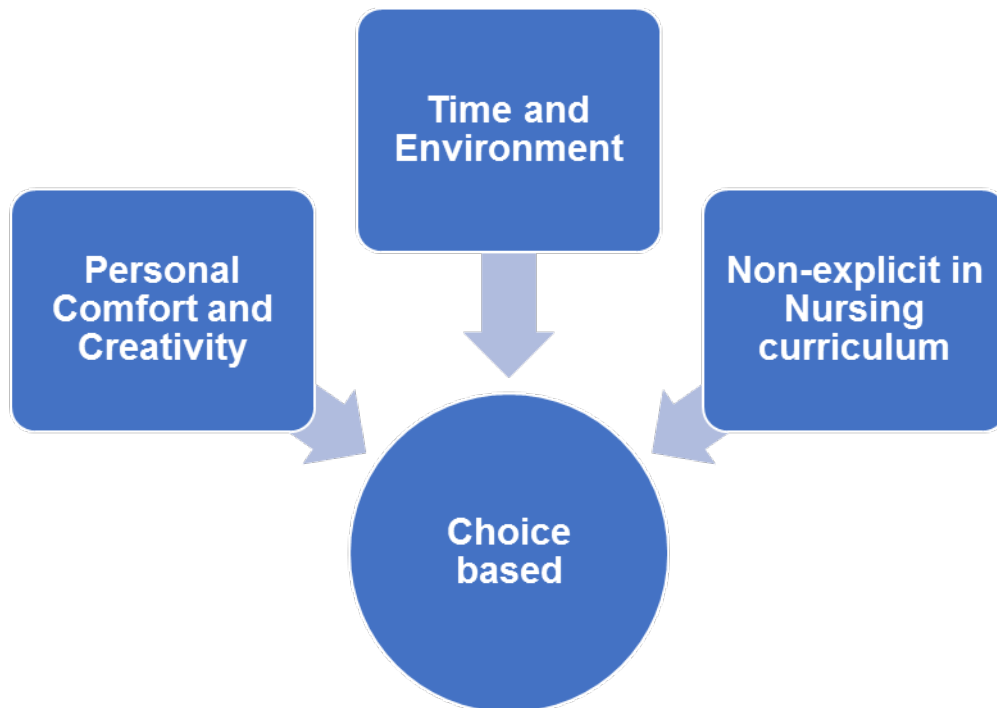 Time and
Environment
Personal
Comfort and
Creativity
Non-explicit in
Nursing
curriculum
Choice
based